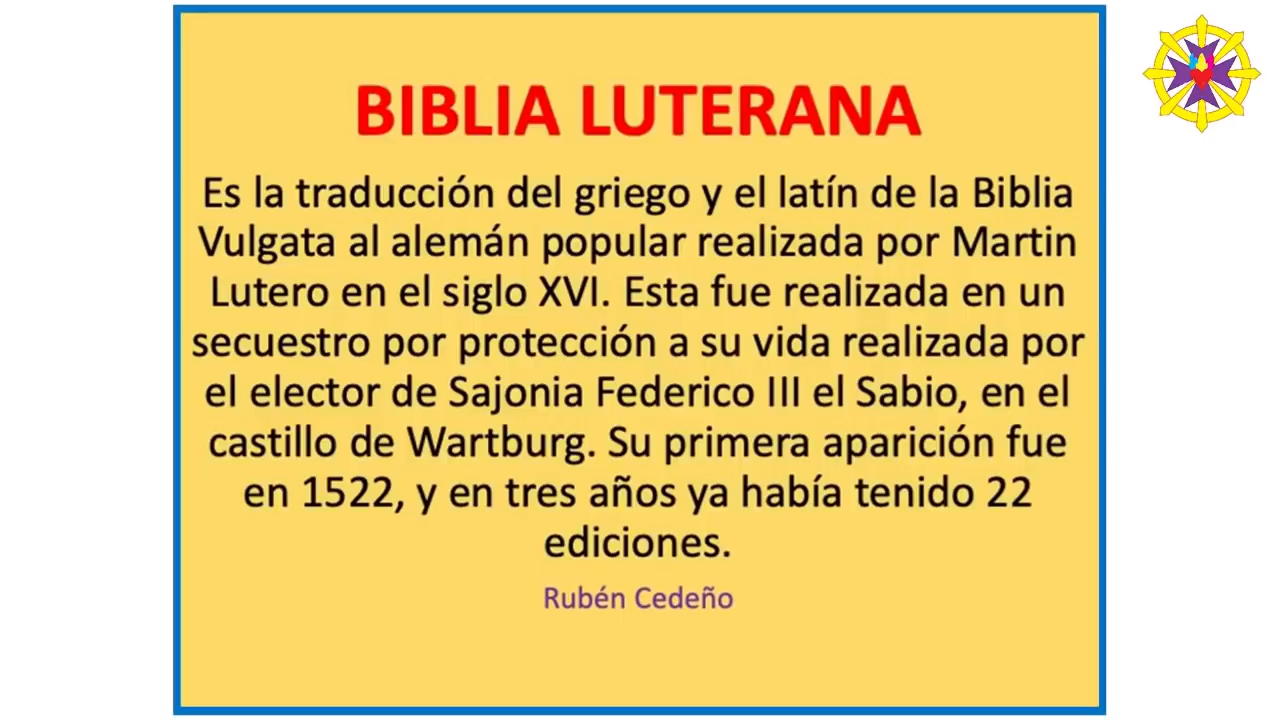 BIBLIA LUTERANA
Es la traducción del griego y el latín de la Biblia
Vulgata al alemán popular realizada por Martin
Lutero en el siglo XVI. Esta fue realizada en un
secuestro por protección a su vida realizada por
el elector de Sajonia Federico III el Sabio, en el
castillo de Wartburg. Su primera aparición fue
en 1522, y en tres años ya había tenido 22
ediciones.
Rubén Cedeño